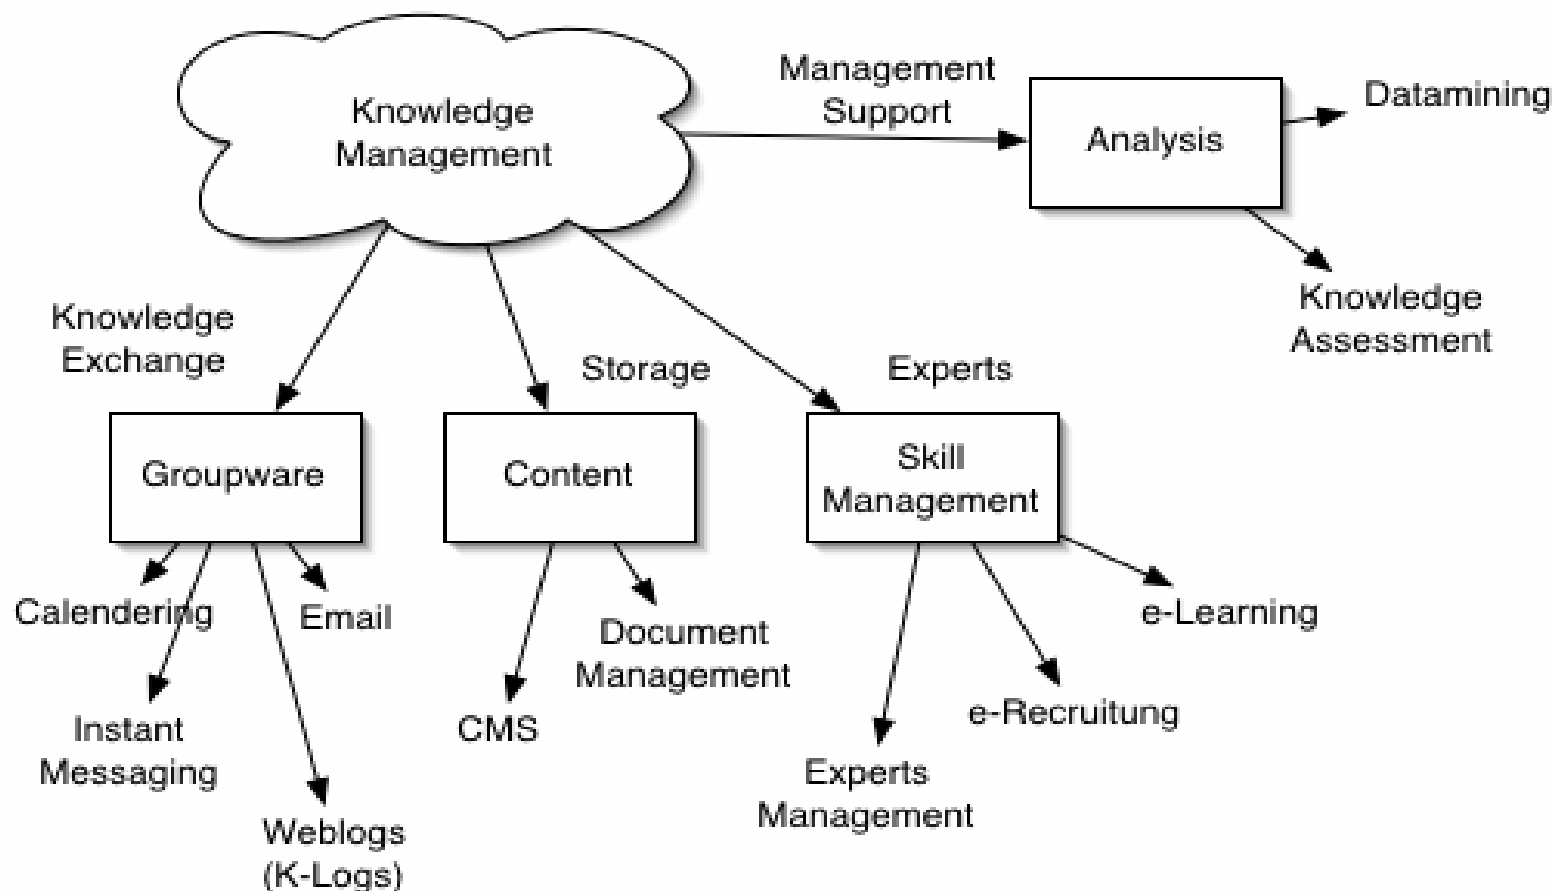 Knowledge
Management
Management
Support
Analysis
Datamining
Knowledge
Assessment
Knowledge
Exchange
Storage
Experts
Groupware
Content
Skill
Management
Calendering
Email
Instant
Messaging
Weblogs
(K-Logs)
CMS
Document
Management
Experts
Management
e-Recruitung
e-Learning